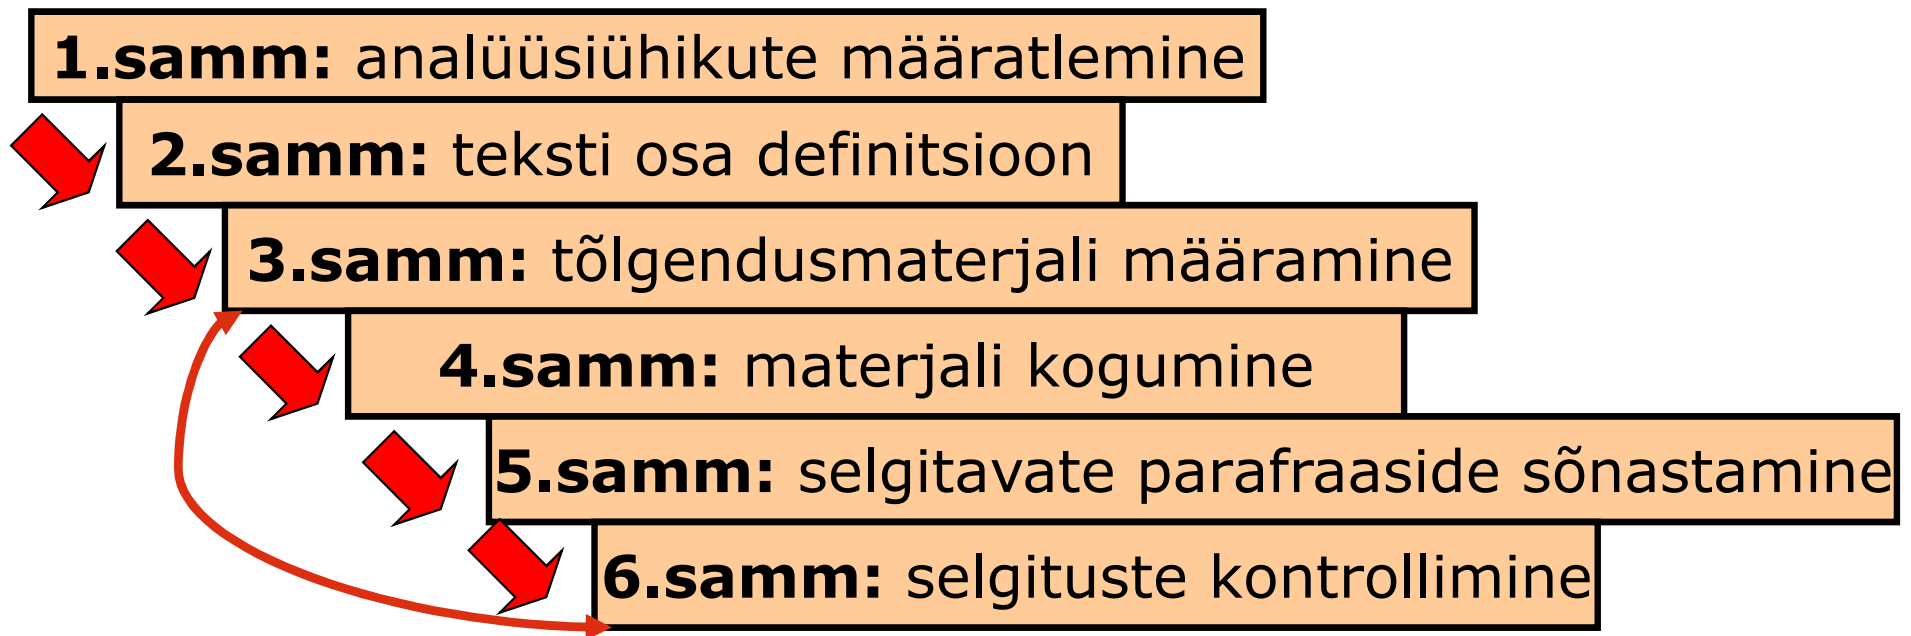 1.samm: analüüsiühikute määratlemine
2.samm: teksti osa definitsioon
3.samm: tõlgendusmaterjali määramine
4.samm: materjali kogumine
5.samm: selgitavate parafraaside sõnastamine
6.samm: selgituste kontrollimine